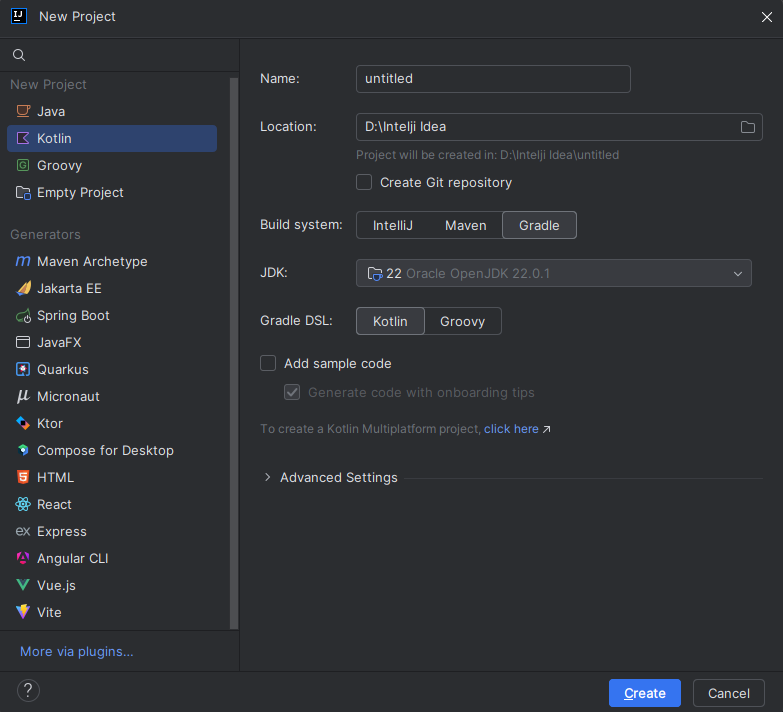 New Project
New Project
Java
Kotlin
Groovy
Empty Project
Generators
Maven Archetype
Jakarta EE
Spring Boot
JavaFX
Quarkus
Micronaut
Ktor
Compose for Desktop
HTML
React
Express
Angular CLI
Vue.js
Vite
More via plugins...
Name: untitled
Location: D:\Intelji Idea
Project will be created in: D:\Intelji Idea\untitled
Create Git repository
Build system: IntelliJ Maven Gradle
JDK: 22 Oracle OpenJDK 22.0.1
Gradle DSL: Kotlin Groovy
Add sample code
Generate code with onboarding tips
To create a Kotlin Multiplatform project, click here ↗
Advanced Settings
? Create Cancel